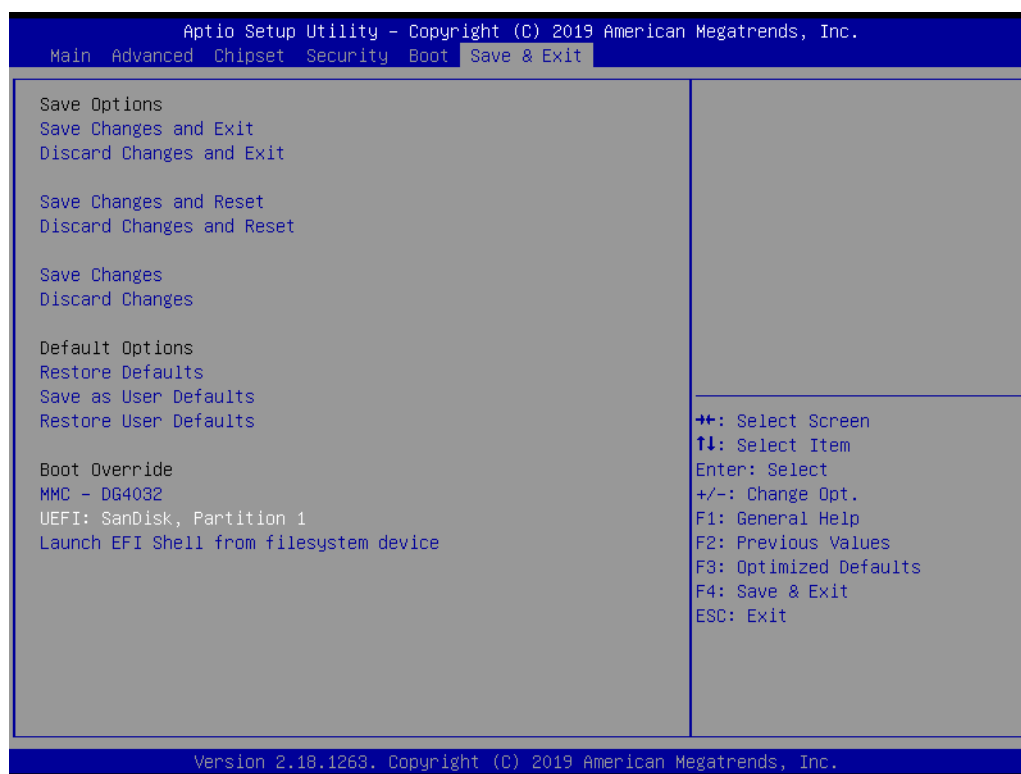 Aptio Setup Utility – Copyright (C) 2019 American Megatrends, Inc.
Main Advanced Chipset Security Boot Save & Exit
Save Options
Save Changes and Exit
Discard Changes and Exit
Save Changes and Reset
Discard Changes and Reset
Save Changes
Discard Changes
Default Options
Restore Defaults
Save as User Defaults
Restore User Defaults
Boot Override
MMC – DG4032
UEFI: SanDisk, Partition 1
Launch EFI Shell from filesystem device
→←: Select Screen
↑↓: Select Item
Enter: Select
+/–: Change Opt.
F1: General Help
F2: Previous Values
F3: Optimized Defaults
F4: Save & Exit
ESC: Exit
Version 2.18.1263. Copyright (C) 2019 American Megatrends, Inc.